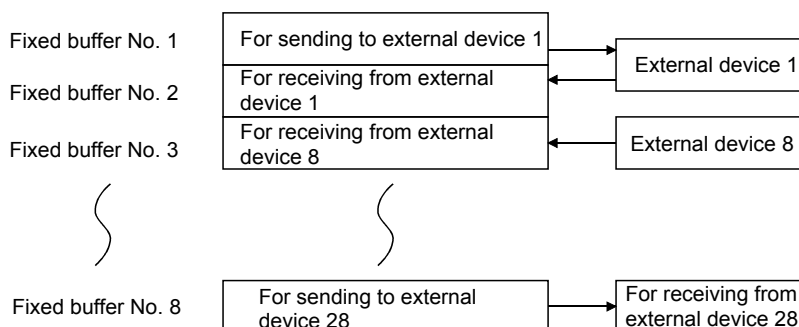 Fixed buffer No. 1
For sending to external device 1
External device 1
Fixed buffer No. 2
For receiving from external
device 1
Fixed buffer No. 3
For receiving from external
device 8
External device 8
Fixed buffer No. 8
For sending to external
device 28
For receiving from
external device 28